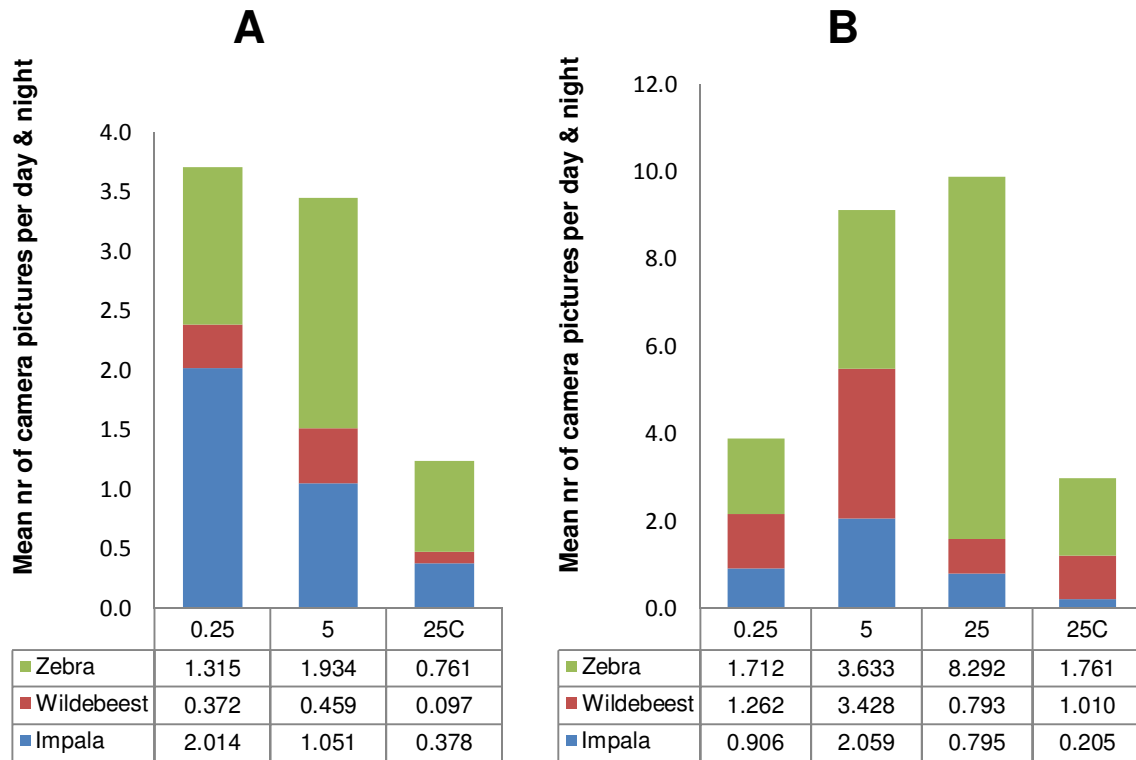 A
Mean nr of camera pictures per day & night
4.0
3.5
3.0
2.5
2.0
1.5
1.0
0.5
0.0
0.25 5 25C
Zebra 1.315 1.934 0.761
Wildebeest 0.372 0.459 0.097
Impala 2.014 1.051 0.378
B
Mean nr of camera pictures per day & night
12.0
10.0
8.0
6.0
4.0
2.0
0.0
0.25 5 25 25C
Zebra 1.712 3.633 8.292 1.761
Wildebeest 1.262 3.428 0.793 1.010
Impala 0.906 2.059 0.795 0.205